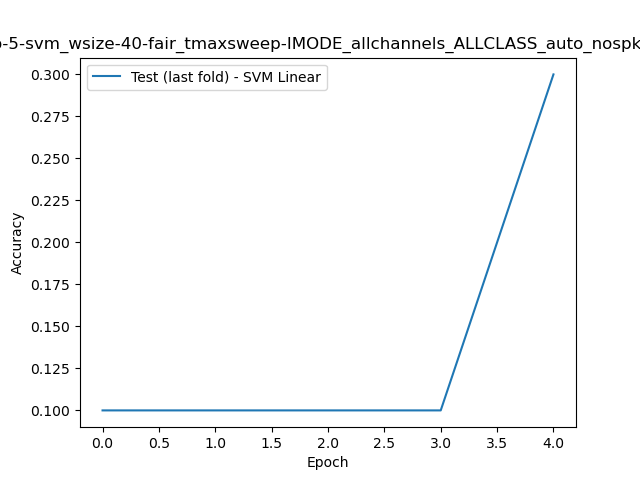 -5-svm_wsize-40-fair_tmaxsweep-IMODE_allchannels_ALLCLASS_auto_nospk
Test (last fold) - SVM Linear
0.300
0.275
0.250
0.225
0.200
0.175
0.150
0.125
0.100
Accuracy
0.0 0.5 1.0 1.5 2.0 2.5 3.0 3.5 4.0
Epoch